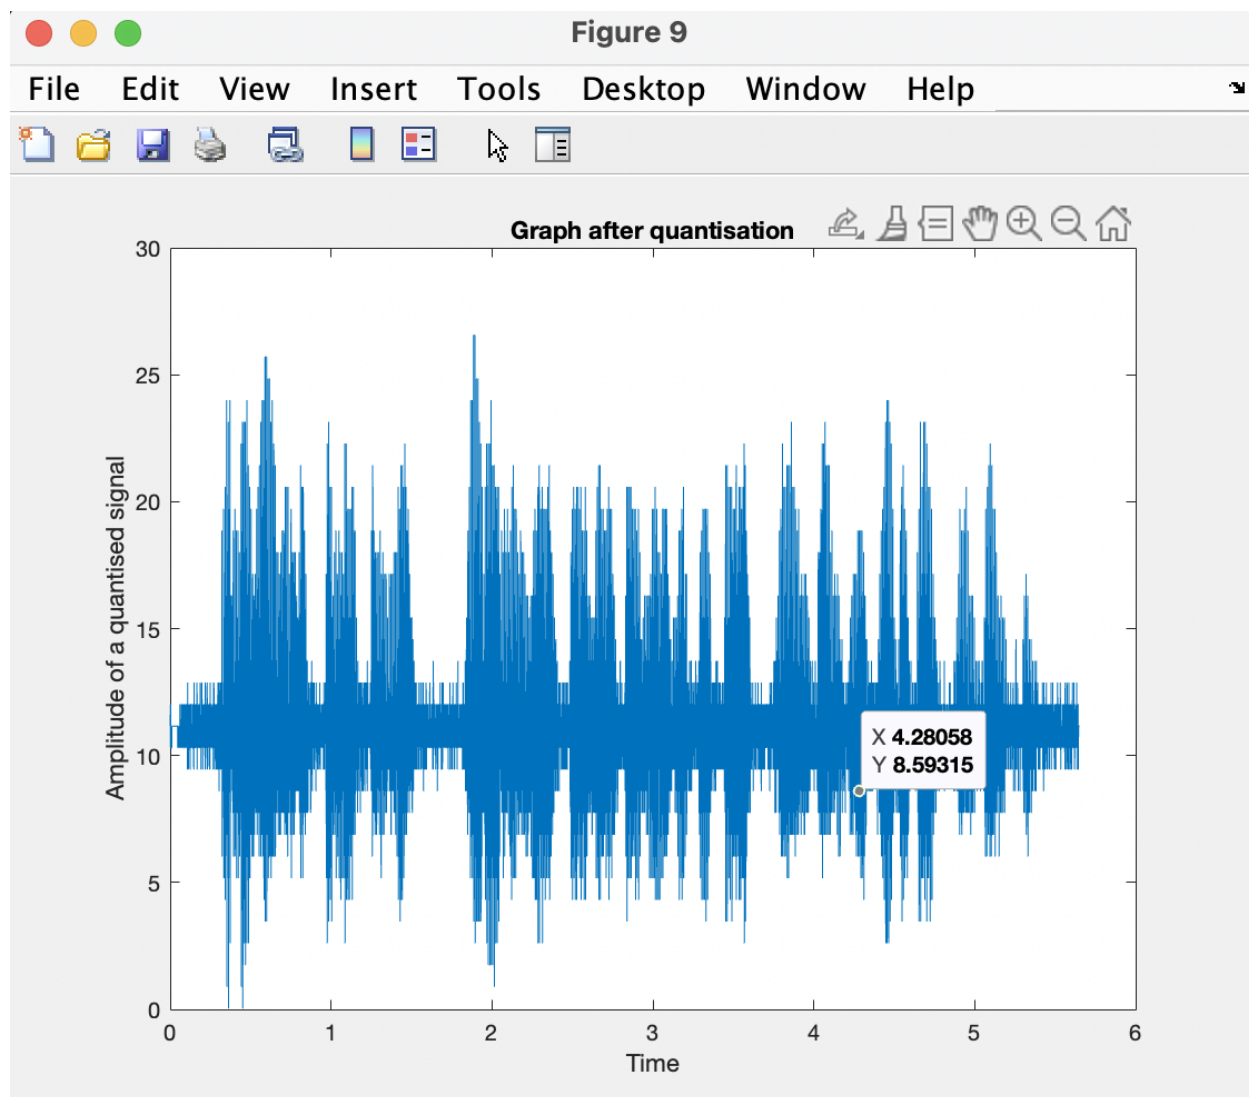 Figure 9
File Edit View Insert Tools Desktop Window Help
Graph after quantisation
30
25
20
15
10
5
0
Amplitude of a quantised signal
X 4.28058
Y 8.59315
0 1 2 3 4 5 6
Time